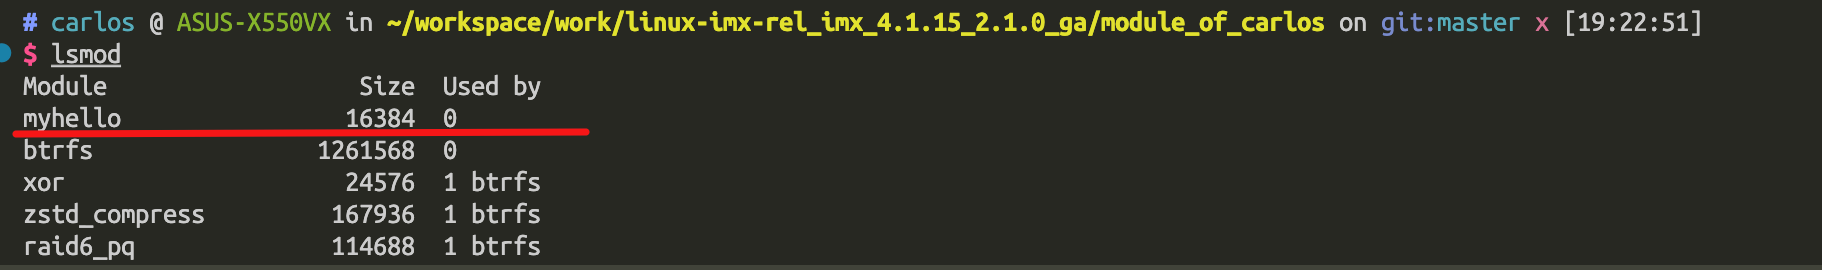 # carlos @ ASUS-X550VX in ~/workspace/work/linux-imx-rel_imx_4.1.15_2.1.0_ga/module_of_carlos on git:master x [19:22:51]
$ lsmod
Module                  Size  Used by
myhello                16384  0
btrfs                1261568  0
xor                    24576  1 btrfs
zstd_compress         167936  1 btrfs
raid6_pq              114688  1 btrfs